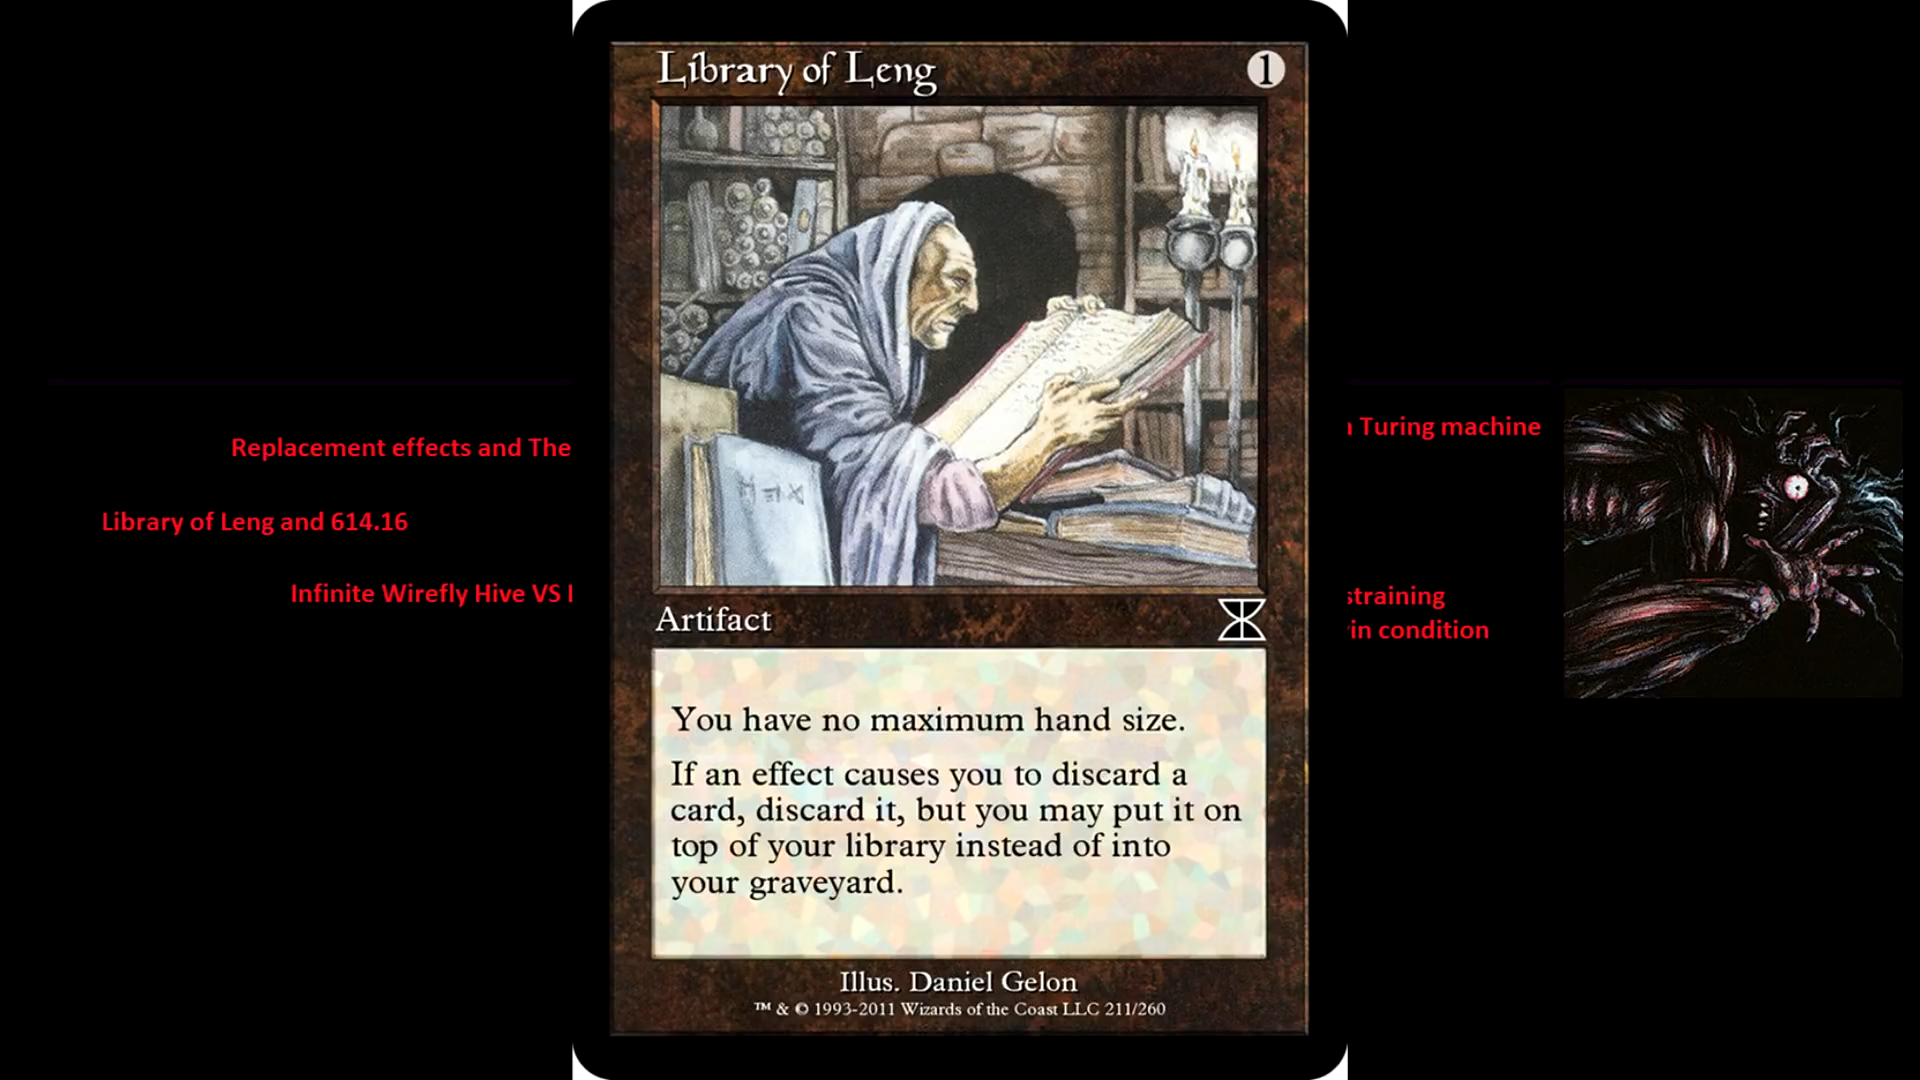 Library of Leng
1
Replacement effects and The
Turing machine
Library of Leng and 614.16
Infinite Wirefly Hive VS
straining
in condition
Artifact
You have no maximum hand size.
If an effect causes you to discard a
card, discard it, but you may put it on
top of your library instead of into
your graveyard.
Illus. Daniel Gelon
™ & © 1993-2011 Wizards of the Coast LLC 211/260